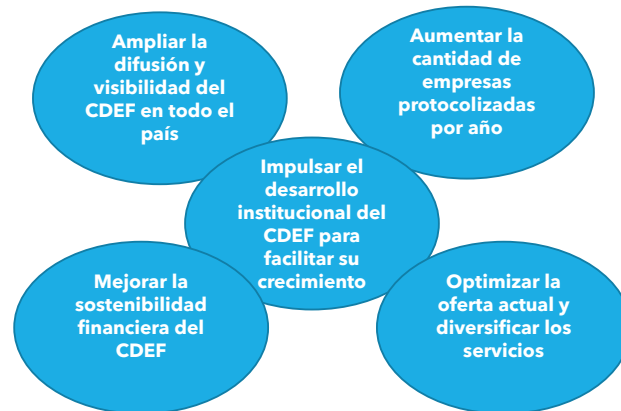 Ampliar la
difusión y
visibilidad del
CDEF en todo el
país
Aumentar la
cantidad de
empresas
protocolizadas
por año
Impulsar el
desarrollo
institucional del
CDEF para
facilitar su
crecimiento
Mejorar la
sostenibilidad
financiera del
CDEF
Optimizar la
oferta actual y
diversificar los
servicios